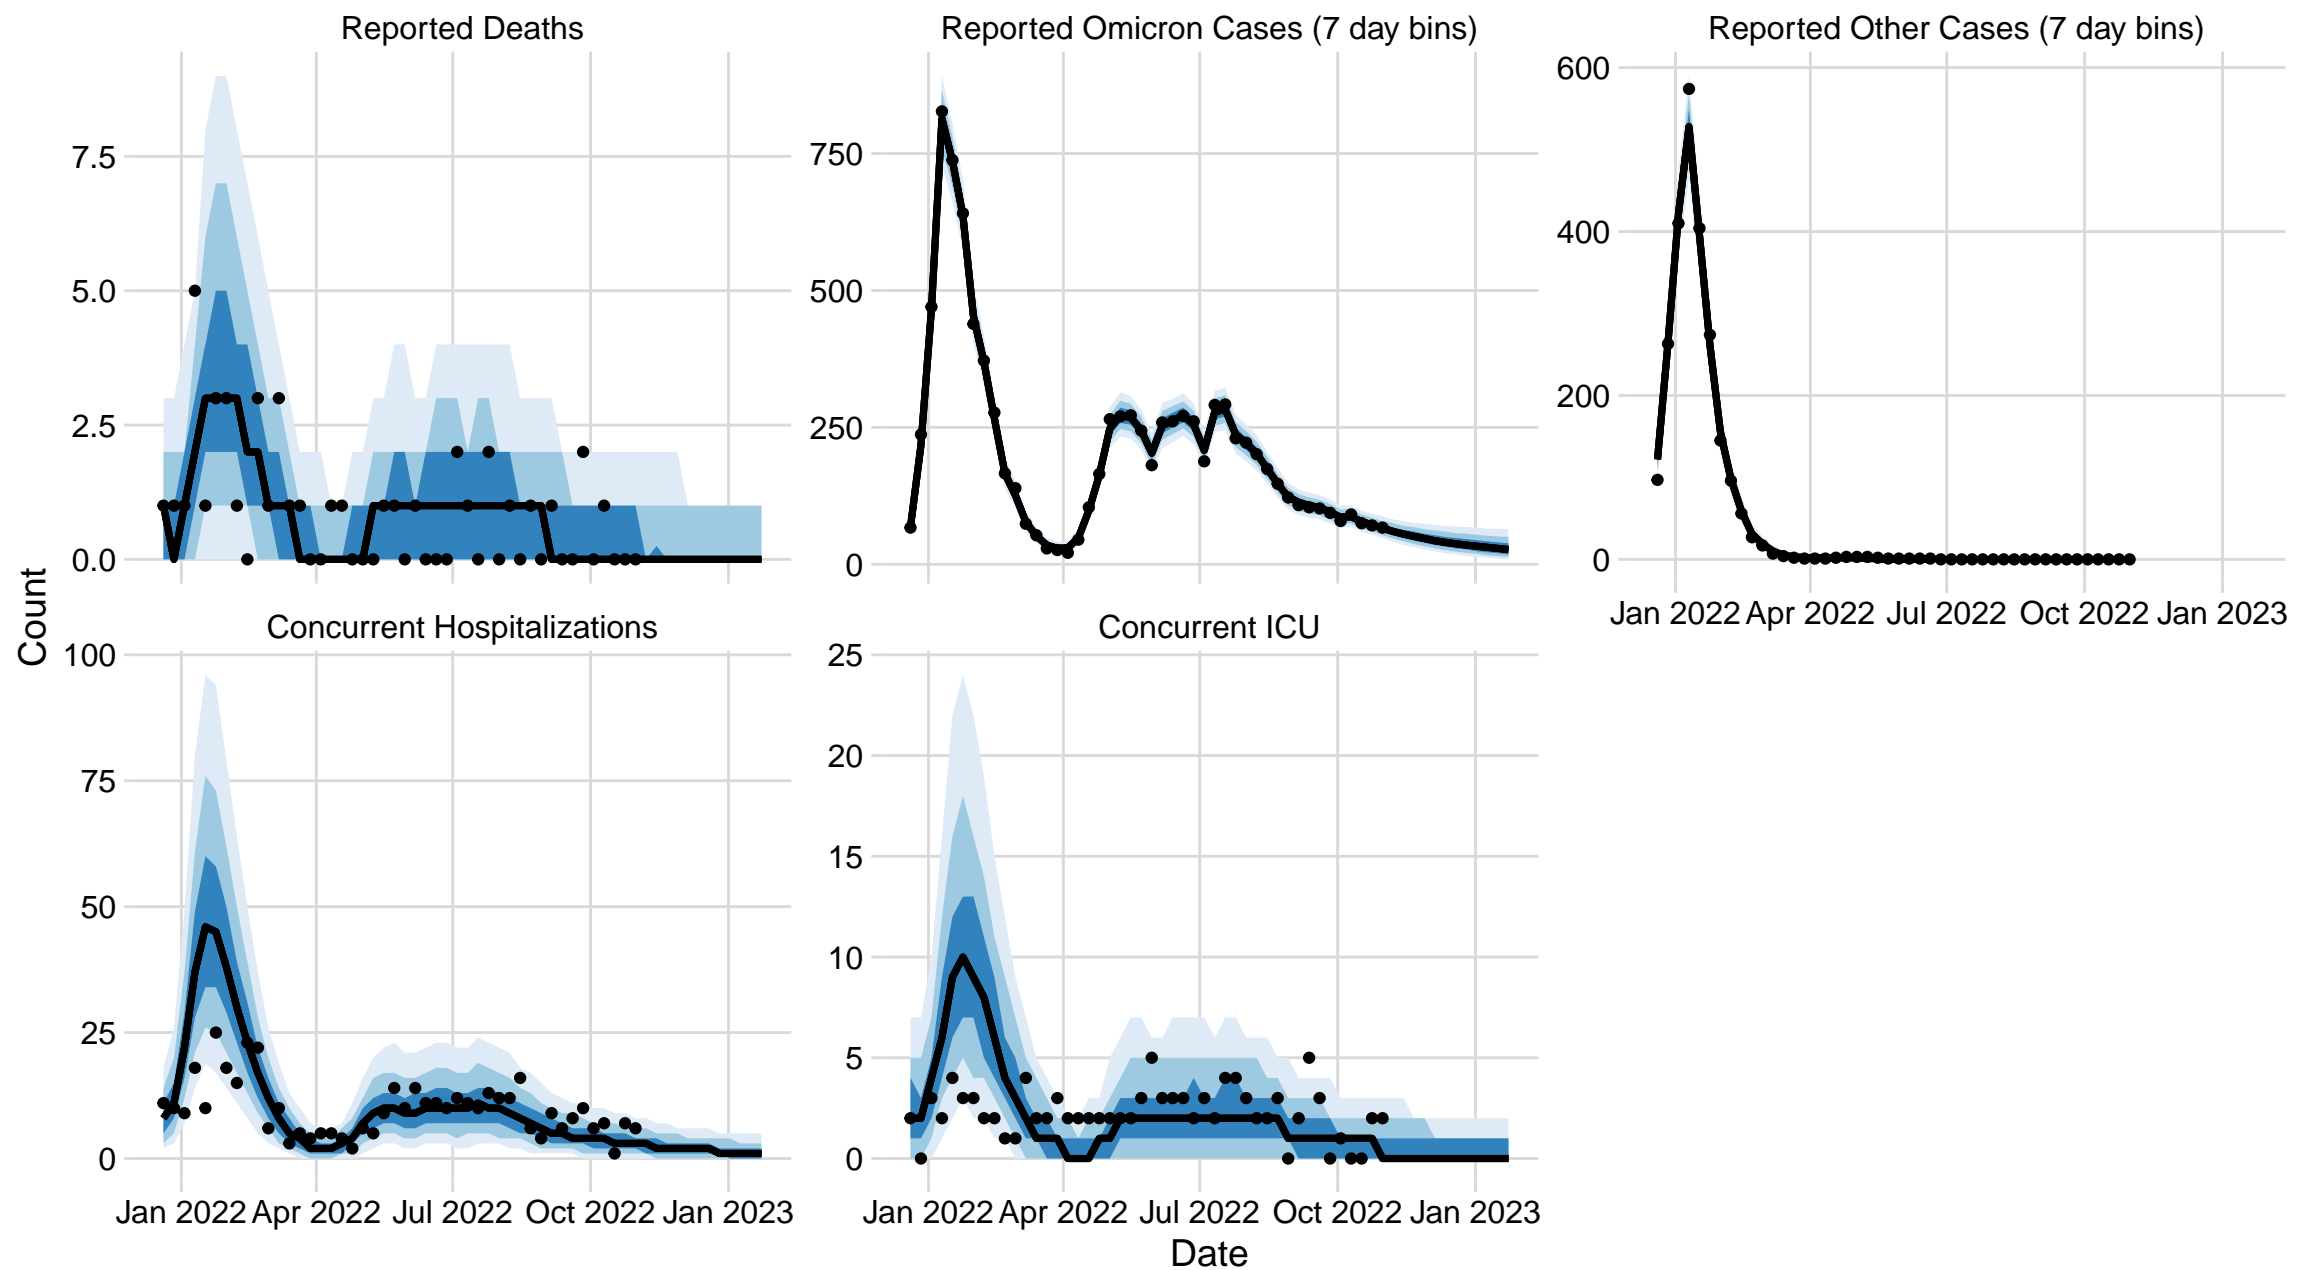 Reported Deaths
Reported Omicron Cases (7 day bins)
Reported Other Cases (7 day bins)
7.5
5.0
2.5
0.0
750
500
250
0
600
400
200
0
Jan 2022 Apr 2022 Jul 2022 Oct 2022 Jan 2023
Count
Concurrent Hospitalizations
Concurrent ICU
100
75
50
25
0
25
20
15
10
5
0
Jan 2022 Apr 2022 Jul 2022 Oct 2022 Jan 2023
Jan 2022 Apr 2022 Jul 2022 Oct 2022 Jan 2023
Date